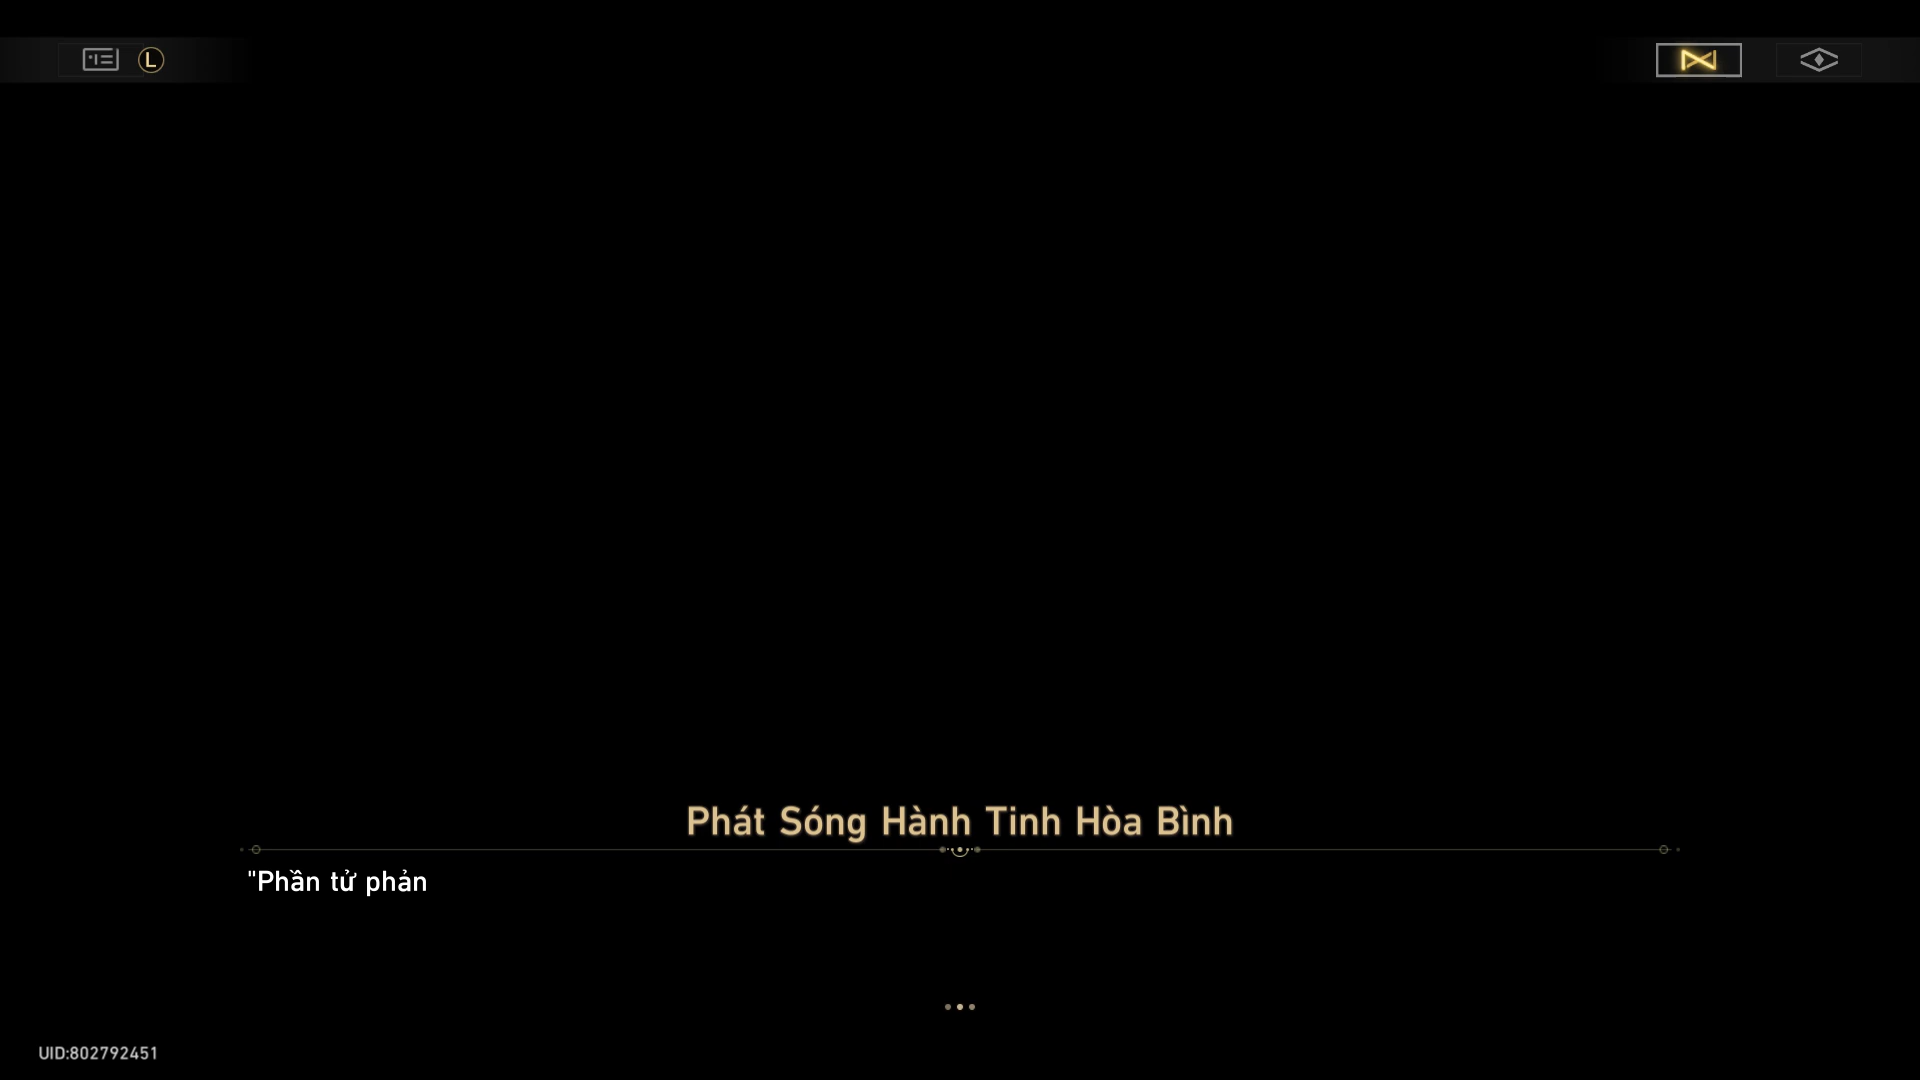 L
Phát Sóng Hành Tinh Hòa Bình
"Phần tử phản
UID:802792451